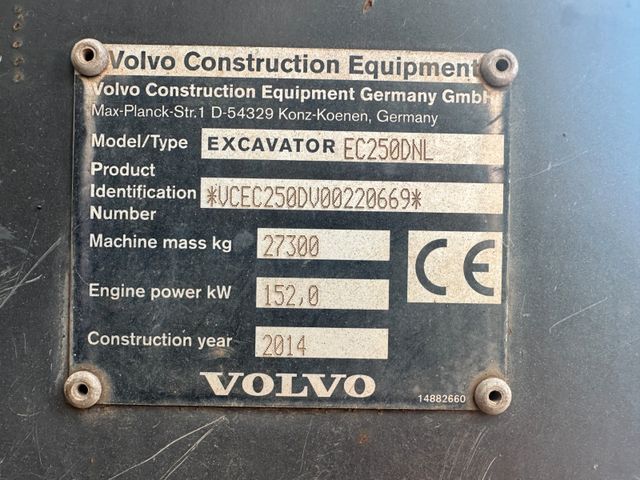 Volvo Construction Equipment
Volvo Construction Equipment Germany GmbH
Max-Planck-Str.1 D-54329 Konz-Koenen, Germany
Model/Type EXCAVATOR EC250DNL
Product
Identification *VCEC250DV00220669*
Number
Machine mass kg 27300
CE
Engine power kW 152,0
Construction year 2014
VOLVO
14882660